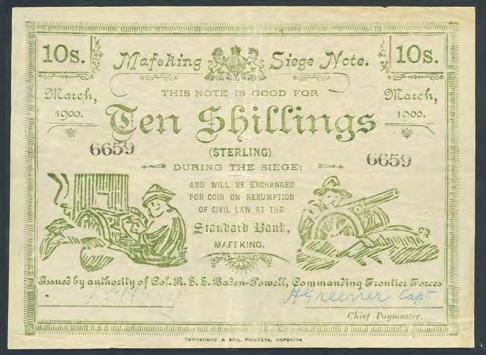 10s. Mafeking Siege Note. 10s.
March, 1900. THIS NOTE IS GOOD FOR March, 1900.
Ten Shillings
6659 (STERLING) 6659
DURING THE SIEGE;
AND WILL BE EXCHANGED
FOR COIN ON RESUMPTION
OF CIVIL LAW AT THE
Standard Bank,
MAFEKING.
Issued by authority of Col. R. S. S. Baden-Powell, Commanding Frontier Forces
H Greener Capt
Chief Paymaster.
TOWNSHEND & SON, PRINTERS, MAFEKING